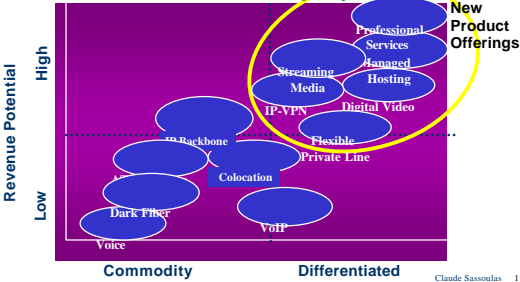 New
Product
Offerings
Professional
Services
Managed
Hosting
Streaming
Media
Digital Video
IP-VPN
Flexible
Private Line
IP Backbone
Colocation
Dark Fiber
VoIP
Voice
High
Low
Revenue Potential
Commodity
Differentiated
Claude Sassoulas 1